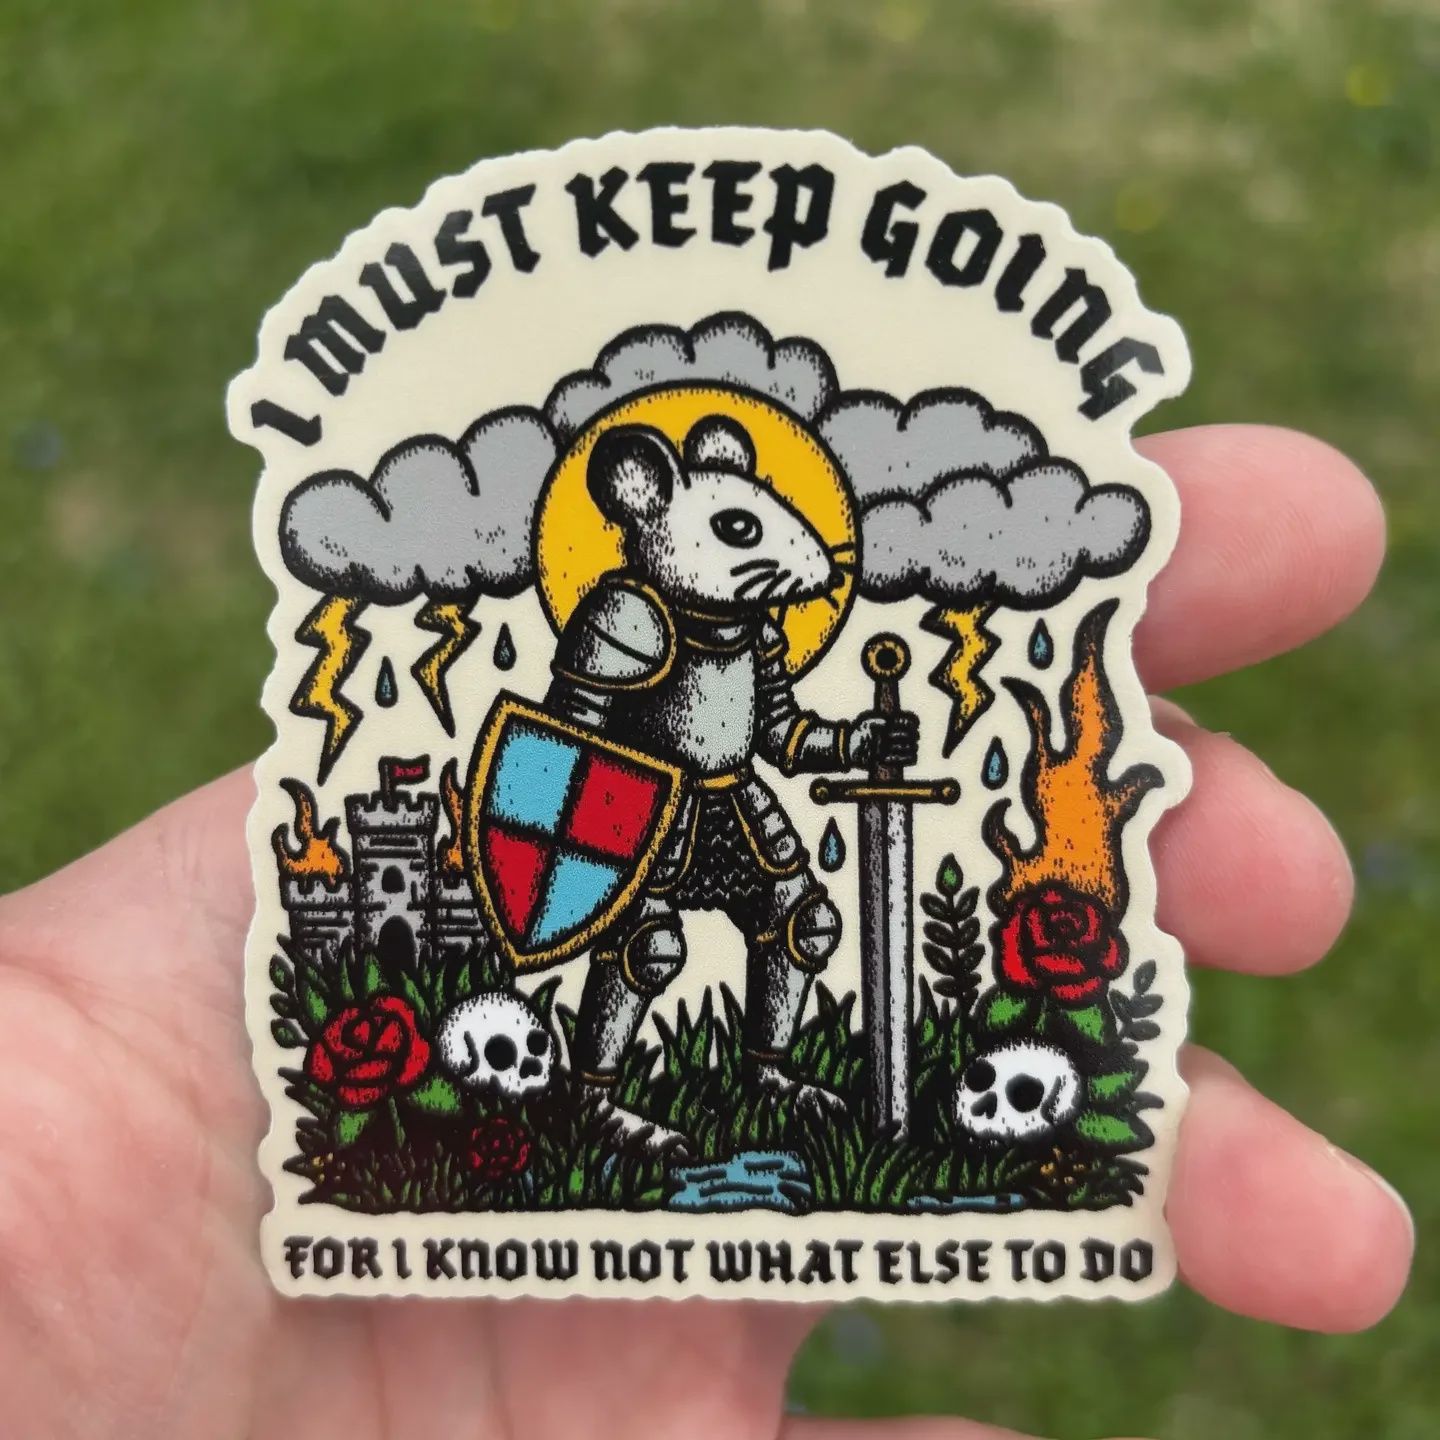 I MUST KEEP GOING
FOR I KNOW NOT WHAT ELSE TO DO